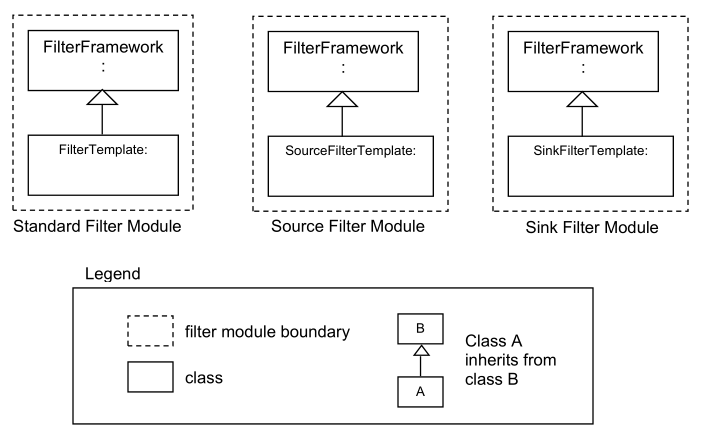 FilterFramework
:
FilterTemplate:
Standard Filter Module
FilterFramework
:
SourceFilterTemplate:
Source Filter Module
FilterFramework
:
SinkFilterTemplate:
Sink Filter Module
Legend
filter module boundary
class
B
A
Class A
inherits from
class B